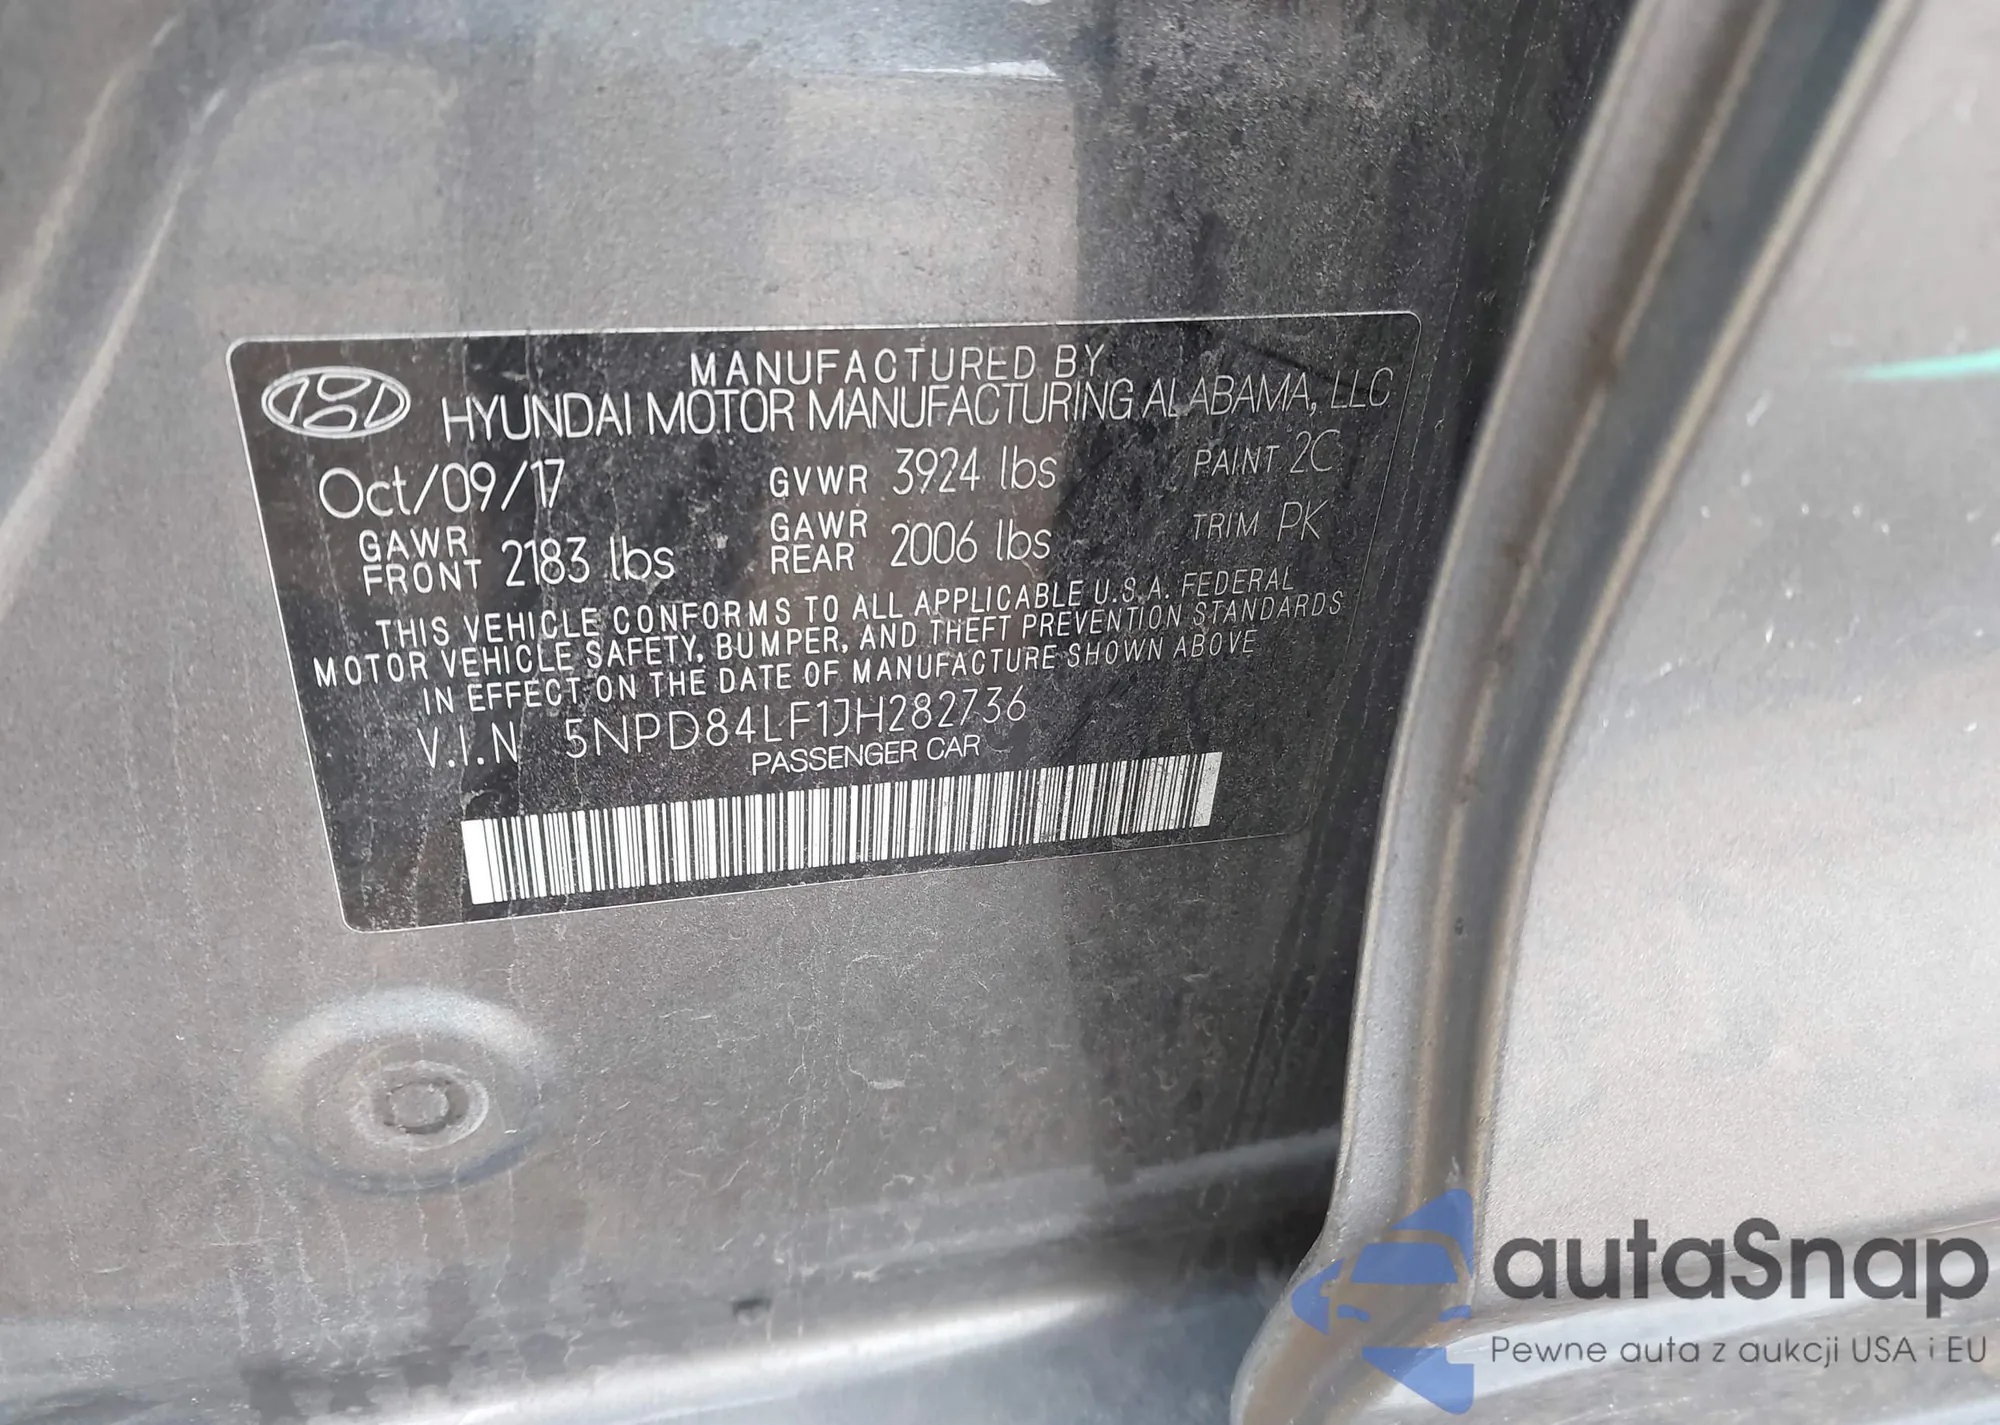 MANUFACTURED BY
HYUNDAI MOTOR MANUFACTURING ALABAMA, LLC
Oct/09/17 GVWR 3924 lbs PAINT 2C
GAWR FRONT 2183 lbs GAWR REAR 2006 lbs TRIM PK
THIS VEHICLE CONFORMS TO ALL APPLICABLE U.S.A. FEDERAL
MOTOR VEHICLE SAFETY, BUMPER, AND THEFT PREVENTION STANDARDS
IN EFFECT ON THE DATE OF MANUFACTURE SHOWN ABOVE
V.I.N 5NPD84LF1JH282736
PASSENGER CAR
autaSnap
Pewne auta z aukcji USA i EU